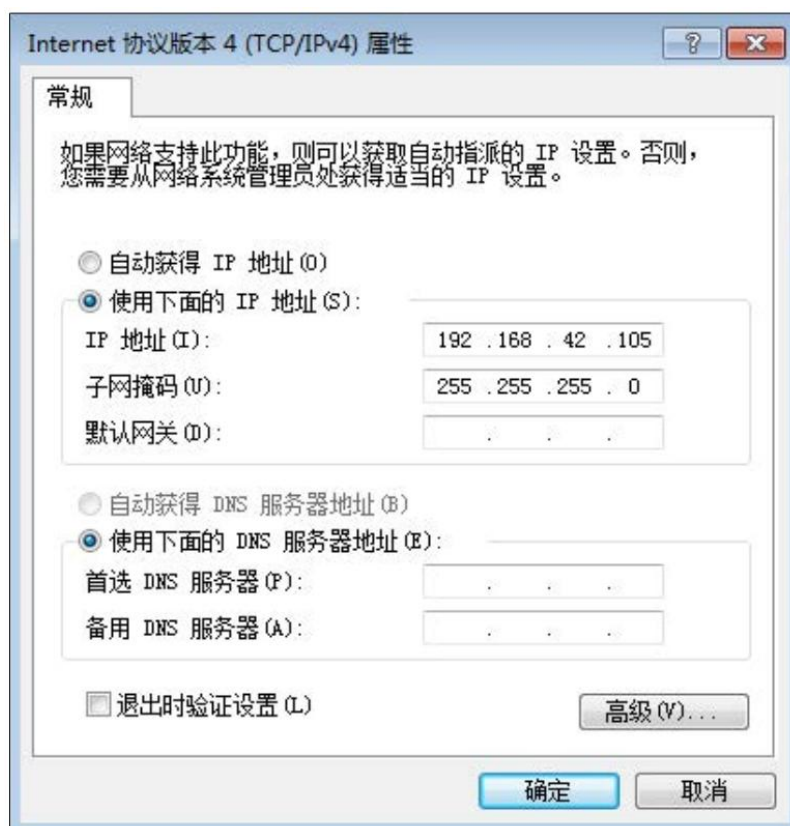 Internet 协议版本 4 (TCP/IPv4) 属性
常规
如果网络支持此功能，则可以获取自动指派的 IP 设置。否则，
您需要从网络系统管理员处获得适当的 IP 设置。
自动获得 IP 地址(O)
使用下面的 IP 地址(S):
IP 地址(I): 192 .168 . 42 .105
子网掩码(U): 255 .255 .255 . 0
默认网关(D): . . .
自动获得 DNS 服务器地址(B)
使用下面的 DNS 服务器地址(E):
首选 DNS 服务器(P): . . .
备用 DNS 服务器(A): . . .
退出时验证设置(L)
高级(V)...
确定 取消